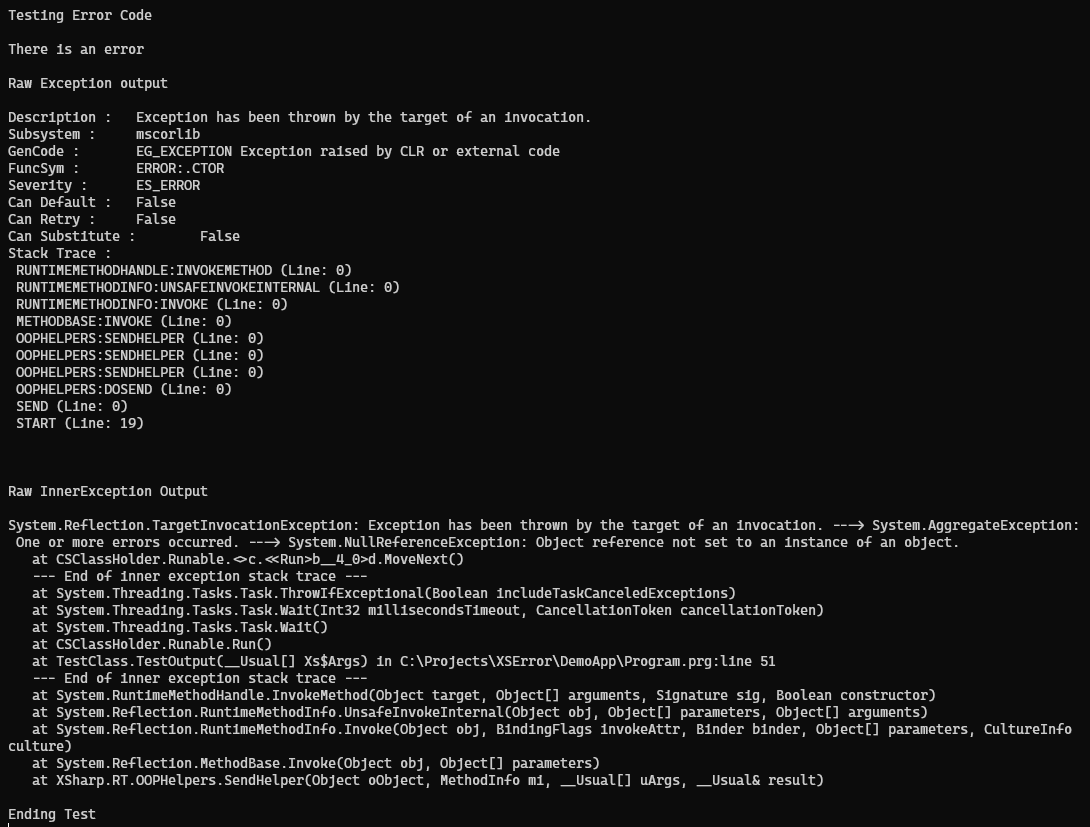 Testing Error Code
There is an error
Raw Exception output
Description :   Exception has been thrown by the target of an invocation.
Subsystem :     mscorlib
GenCode :       EG_EXCEPTION Exception raised by CLR or external code
FuncSym :       ERROR:.CTOR
Severity :      ES_ERROR
Can Default :   False
Can Retry :     False
Can Substitute :        False
Stack Trace :
 RUNTIMEMETHODHANDLE:INVOKEMETHOD (Line: 0)
 RUNTIMEMETHODINFO:UNSAFEINVOKEINTERNAL (Line: 0)
 RUNTIMEMETHODINFO:INVOKE (Line: 0)
 METHODBASE:INVOKE (Line: 0)
 OOPHELPERS:SENDHELPER (Line: 0)
 OOPHELPERS:SENDHELPER (Line: 0)
 OOPHELPERS:SENDHELPER (Line: 0)
 OOPHELPERS:DOSEND (Line: 0)
 SEND (Line: 0)
 START (Line: 19)
Raw InnerException Output
System.Reflection.TargetInvocationException: Exception has been thrown by the target of an invocation. ---> System.AggregateException:
 One or more errors occurred. ---> System.NullReferenceException: Object reference not set to an instance of an object.
   at CSClassHolder.Runable.<>c.<<Run>b__4_0>d.MoveNext()
   --- End of inner exception stack trace ---
   at System.Threading.Tasks.Task.ThrowIfExceptional(Boolean includeTaskCanceledExceptions)
   at System.Threading.Tasks.Task.Wait(Int32 millisecondsTimeout, CancellationToken cancellationToken)
   at System.Threading.Tasks.Task.Wait()
   at CSClassHolder.Runable.Run()
   at TestClass.TestOutput(__Usual[] Xs$Args) in C:\Projects\XSError\DemoApp\Program.prg:line 51
   --- End of inner exception stack trace ---
   at System.RuntimeMethodHandle.InvokeMethod(Object target, Object[] arguments, Signature sig, Boolean constructor)
   at System.Reflection.RuntimeMethodInfo.UnsafeInvokeInternal(Object obj, Object[] parameters, Object[] arguments)
   at System.Reflection.RuntimeMethodInfo.Invoke(Object obj, BindingFlags invokeAttr, Binder binder, Object[] parameters, CultureInfo
culture)
   at System.Reflection.MethodBase.Invoke(Object obj, Object[] parameters)
   at XSharp.RT.OOPHelpers.SendHelper(Object oObject, MethodInfo mi, __Usual[] uArgs, __Usual& result)
Ending Test